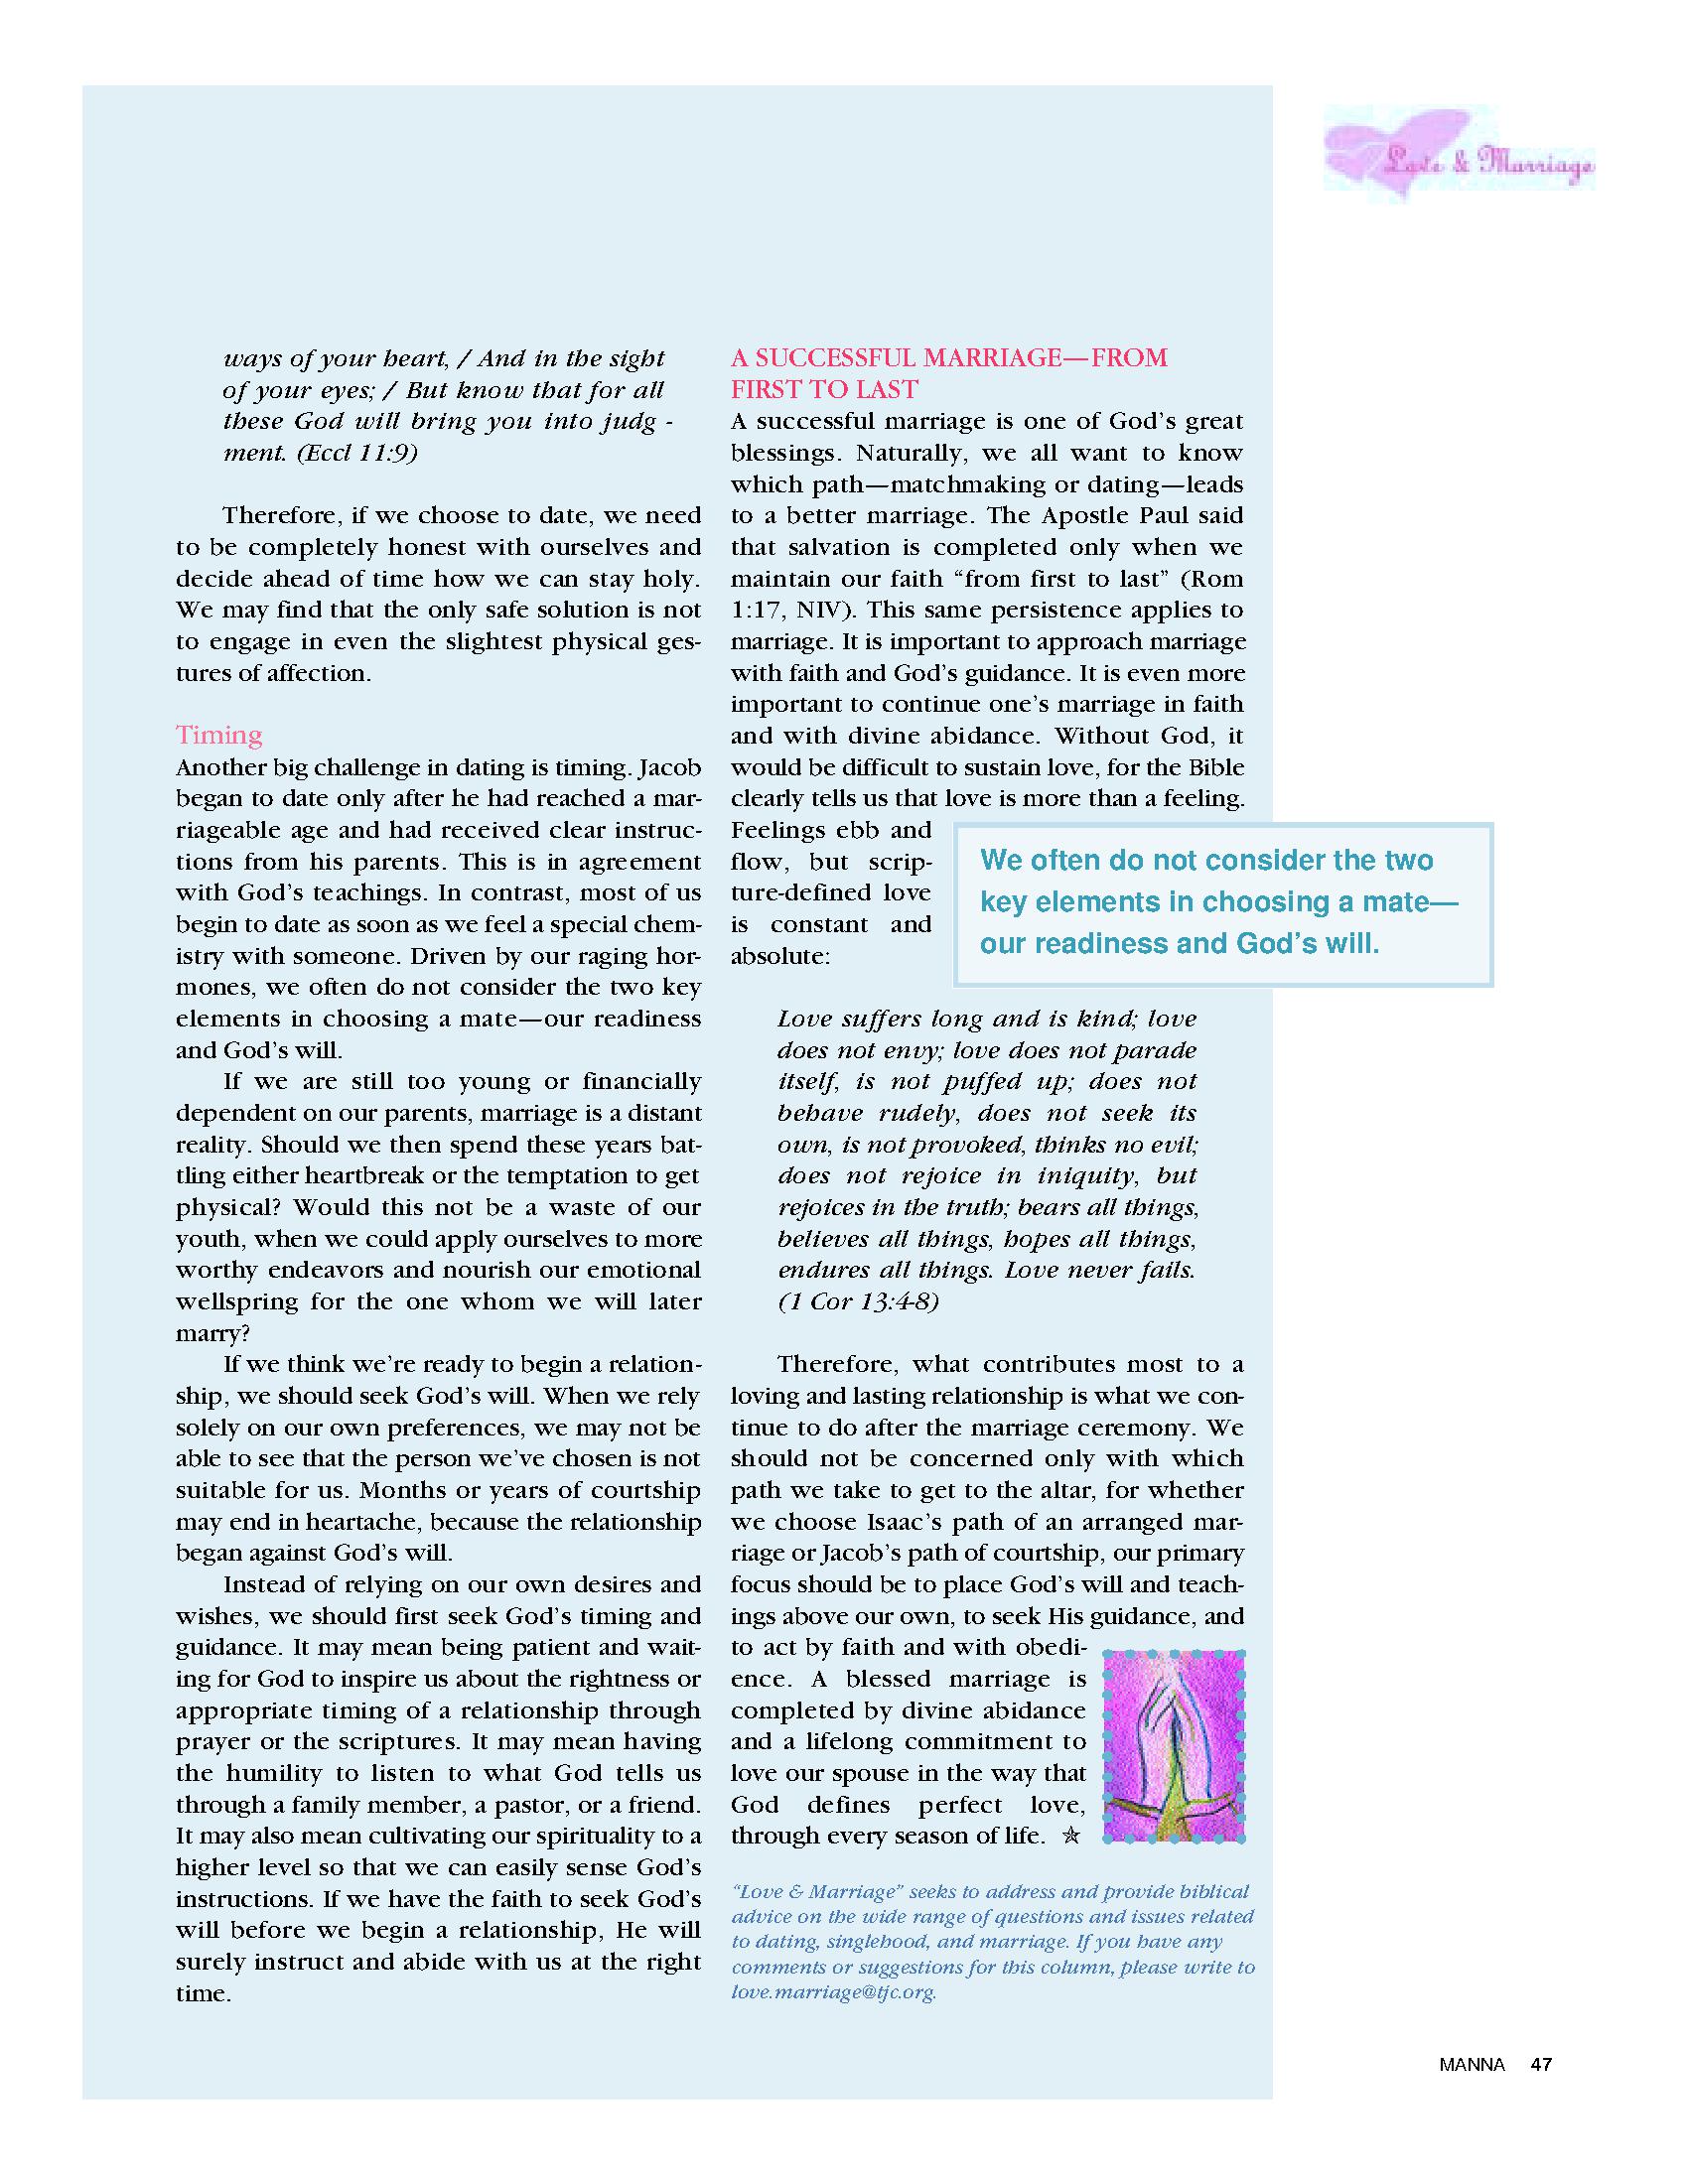 Love & Marriage
ways of your heart, / And in the sight
of your eyes; / But know that for all
these God will bring you into judg -
ment. (Eccl 11:9)
Therefore, if we choose to date, we need
to be completely honest with ourselves and
decide ahead of time how we can stay holy.
We may find that the only safe solution is not
to engage in even the slightest physical ges-
tures of affection.
Timing
Another big challenge in dating is timing. Jacob
began to date only after he had reached a mar-
riageable age and had received clear instruc-
tions from his parents. This is in agreement
with God's teachings. In contrast, most of us
begin to date as soon as we feel a special chem-
istry with someone. Driven by our raging hor-
mones, we often do not consider the two key
elements in choosing a mate—our readiness
and God's will.
If we are still too young or financially
dependent on our parents, marriage is a distant
reality. Should we then spend these years bat-
tling either heartbreak or the temptation to get
physical? Would this not be a waste of our
youth, when we could apply ourselves to more
worthy endeavors and nourish our emotional
wellspring for the one whom we will later
marry?
If we think we're ready to begin a relation-
ship, we should seek God's will. When we rely
solely on our own preferences, we may not be
able to see that the person we've chosen is not
suitable for us. Months or years of courtship
may end in heartache, because the relationship
began against God's will.
Instead of relying on our own desires and
wishes, we should first seek God's timing and
guidance. It may mean being patient and wait-
ing for God to inspire us about the rightness or
appropriate timing of a relationship through
prayer or the scriptures. It may mean having
the humility to listen to what God tells us
through a family member, a pastor, or a friend.
It may also mean cultivating our spirituality to a
higher level so that we can easily sense God's
instructions. If we have the faith to seek God's
will before we begin a relationship, He will
surely instruct and abide with us at the right
time.
A SUCCESSFUL MARRIAGE—FROM
FIRST TO LAST
A successful marriage is one of God's great
blessings. Naturally, we all want to know
which path—matchmaking or dating—leads
to a better marriage. The Apostle Paul said
that salvation is completed only when we
maintain our faith “from first to last” (Rom
1:17, NIV). This same persistence applies to
marriage. It is important to approach marriage
with faith and God's guidance. It is even more
important to continue one's marriage in faith
and with divine abidance. Without God, it
would be difficult to sustain love, for the Bible
clearly tells us that love is more than a feeling.
Feelings ebb and
flow, but scrip-
ture-defined love
is constant and
absolute:
We often do not consider the two
key elements in choosing a mate—
our readiness and God's will.
Love suffers long and is kind; love
does not envy; love does not parade
itself, is not puffed up; does not
behave rudely, does not seek its
own, is not provoked, thinks no evil;
does not rejoice in iniquity, but
rejoices in the truth; bears all things,
believes all things, hopes all things,
endures all things. Love never fails.
(1 Cor 13:4-8)
Therefore, what contributes most to a
loving and lasting relationship is what we con-
tinue to do after the marriage ceremony. We
should not be concerned only with which
path we take to get to the altar, for whether
we choose Isaac's path of an arranged mar-
riage or Jacob's path of courtship, our primary
focus should be to place God's will and teach-
ings above our own, to seek His guidance, and
to act by faith and with obedi-
ence. A blessed marriage is
completed by divine abidance
and a lifelong commitment to
love our spouse in the way that
God defines perfect love,
through every season of life. ✯
“Love & Marriage” seeks to address and provide biblical
advice on the wide range of questions and issues related
to dating, singlehood, and marriage. If you have any
comments or suggestions for this column, please write to
love.marriage@tjc.org.
MANNA 47